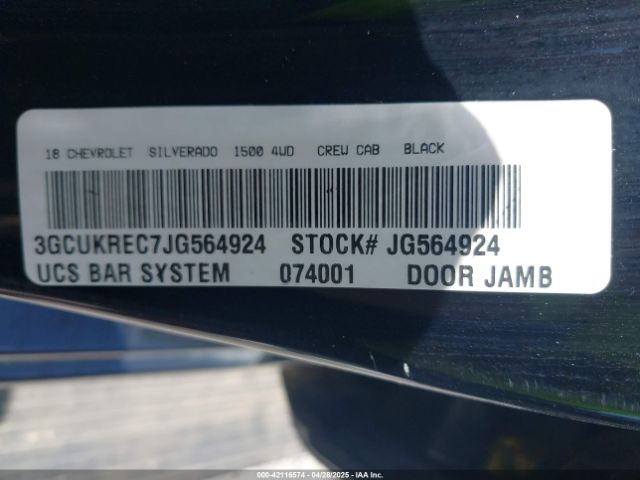 18 CHEVROLET SILVERADO 1500 4WD CREW CAB BLACK
3GCUKREC7JG564924 STOCK# JG564924
UCS BAR SYSTEM 074001 DOOR JAMB
000-42116574 - 04/28/2025 - IAA Inc.